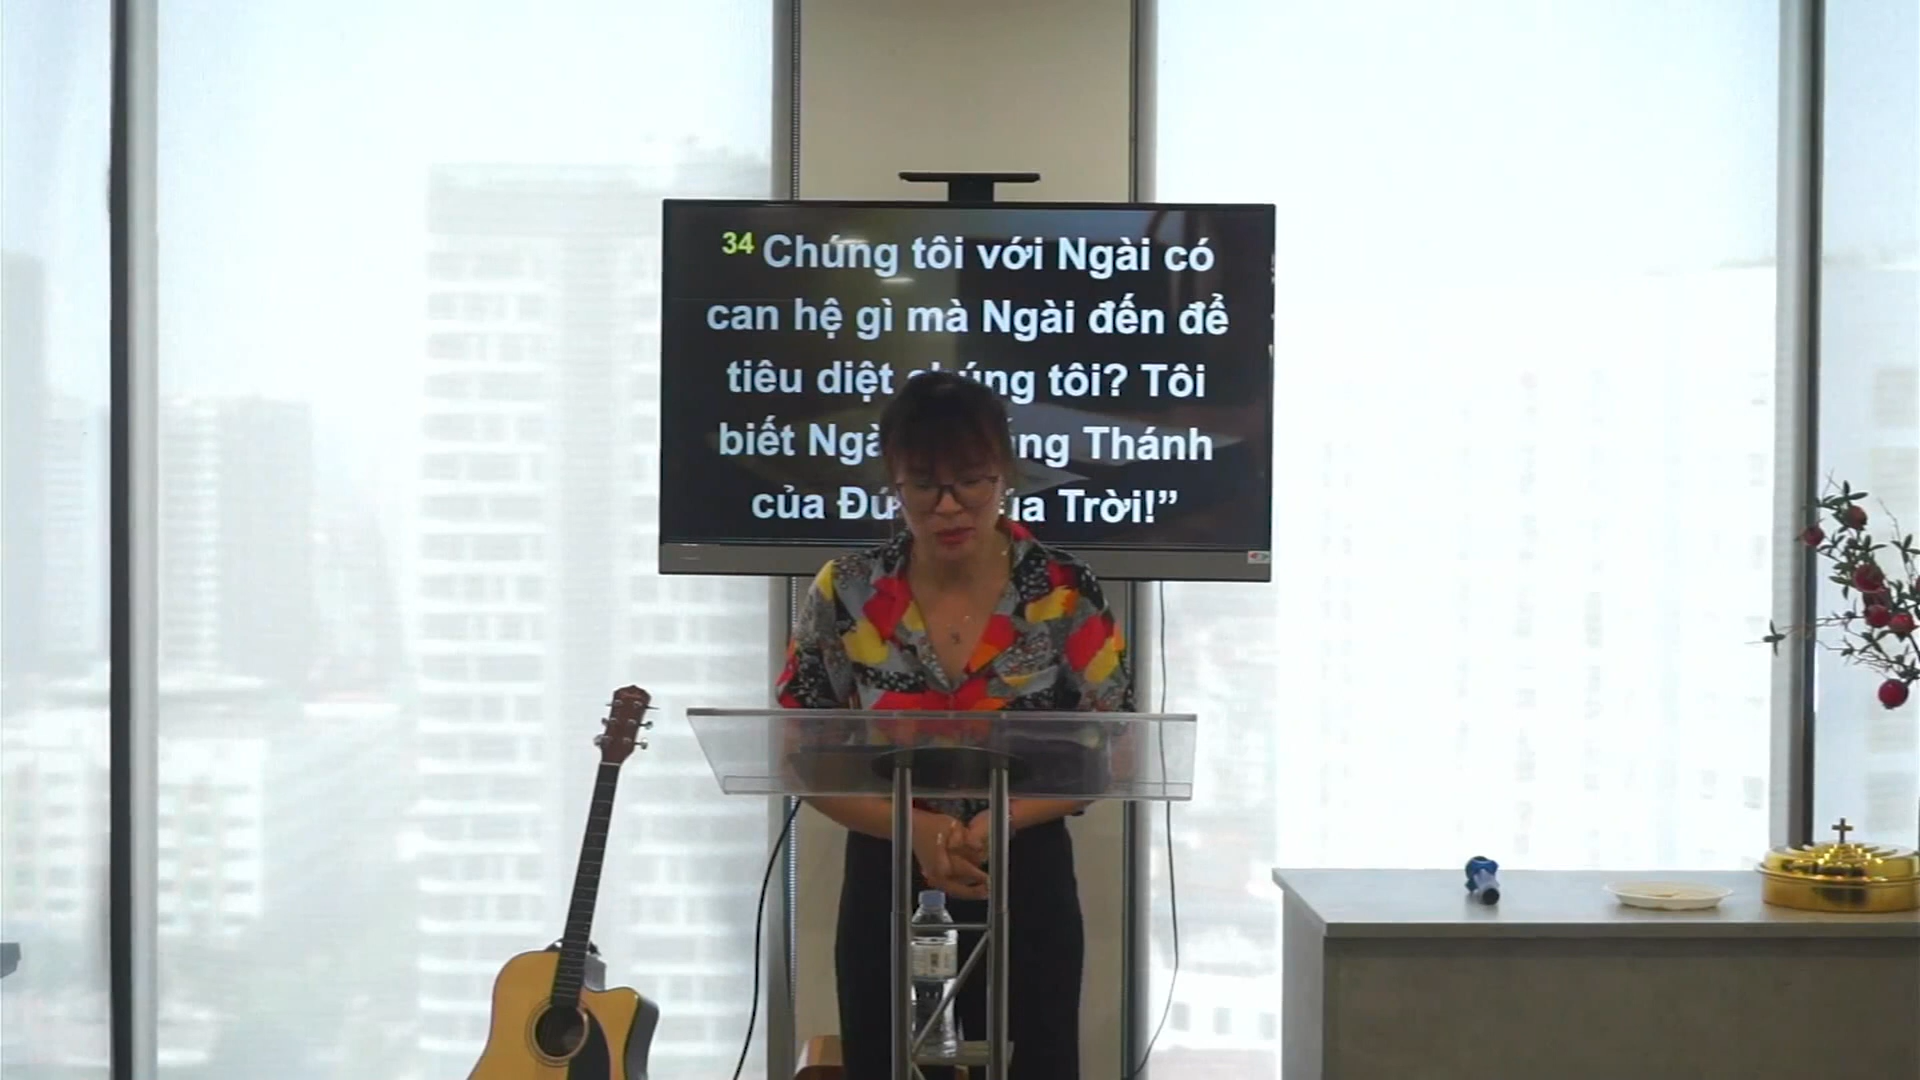 34 Chúng tôi với Ngài có
can hệ gì mà Ngài đến để
tiêu diệt chúng tôi? Tôi
biết Thánh
của Trời!”